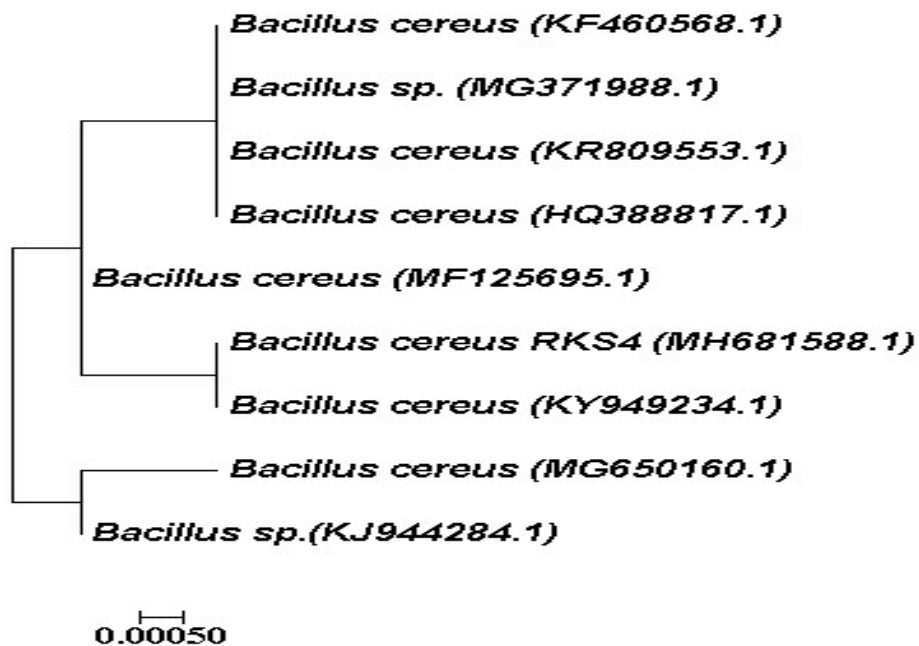 Bacillus cereus (KF460568.1)
Bacillus sp. (MG371988.1)
Bacillus cereus (KR809553.1)
Bacillus cereus (HQ388817.1)
Bacillus cereus (MF125695.1)
Bacillus cereus RKS4 (MH681588.1)
Bacillus cereus (KY949234.1)
Bacillus cereus (MG650160.1)
Bacillus sp.(KJ944284.1)
0.00050